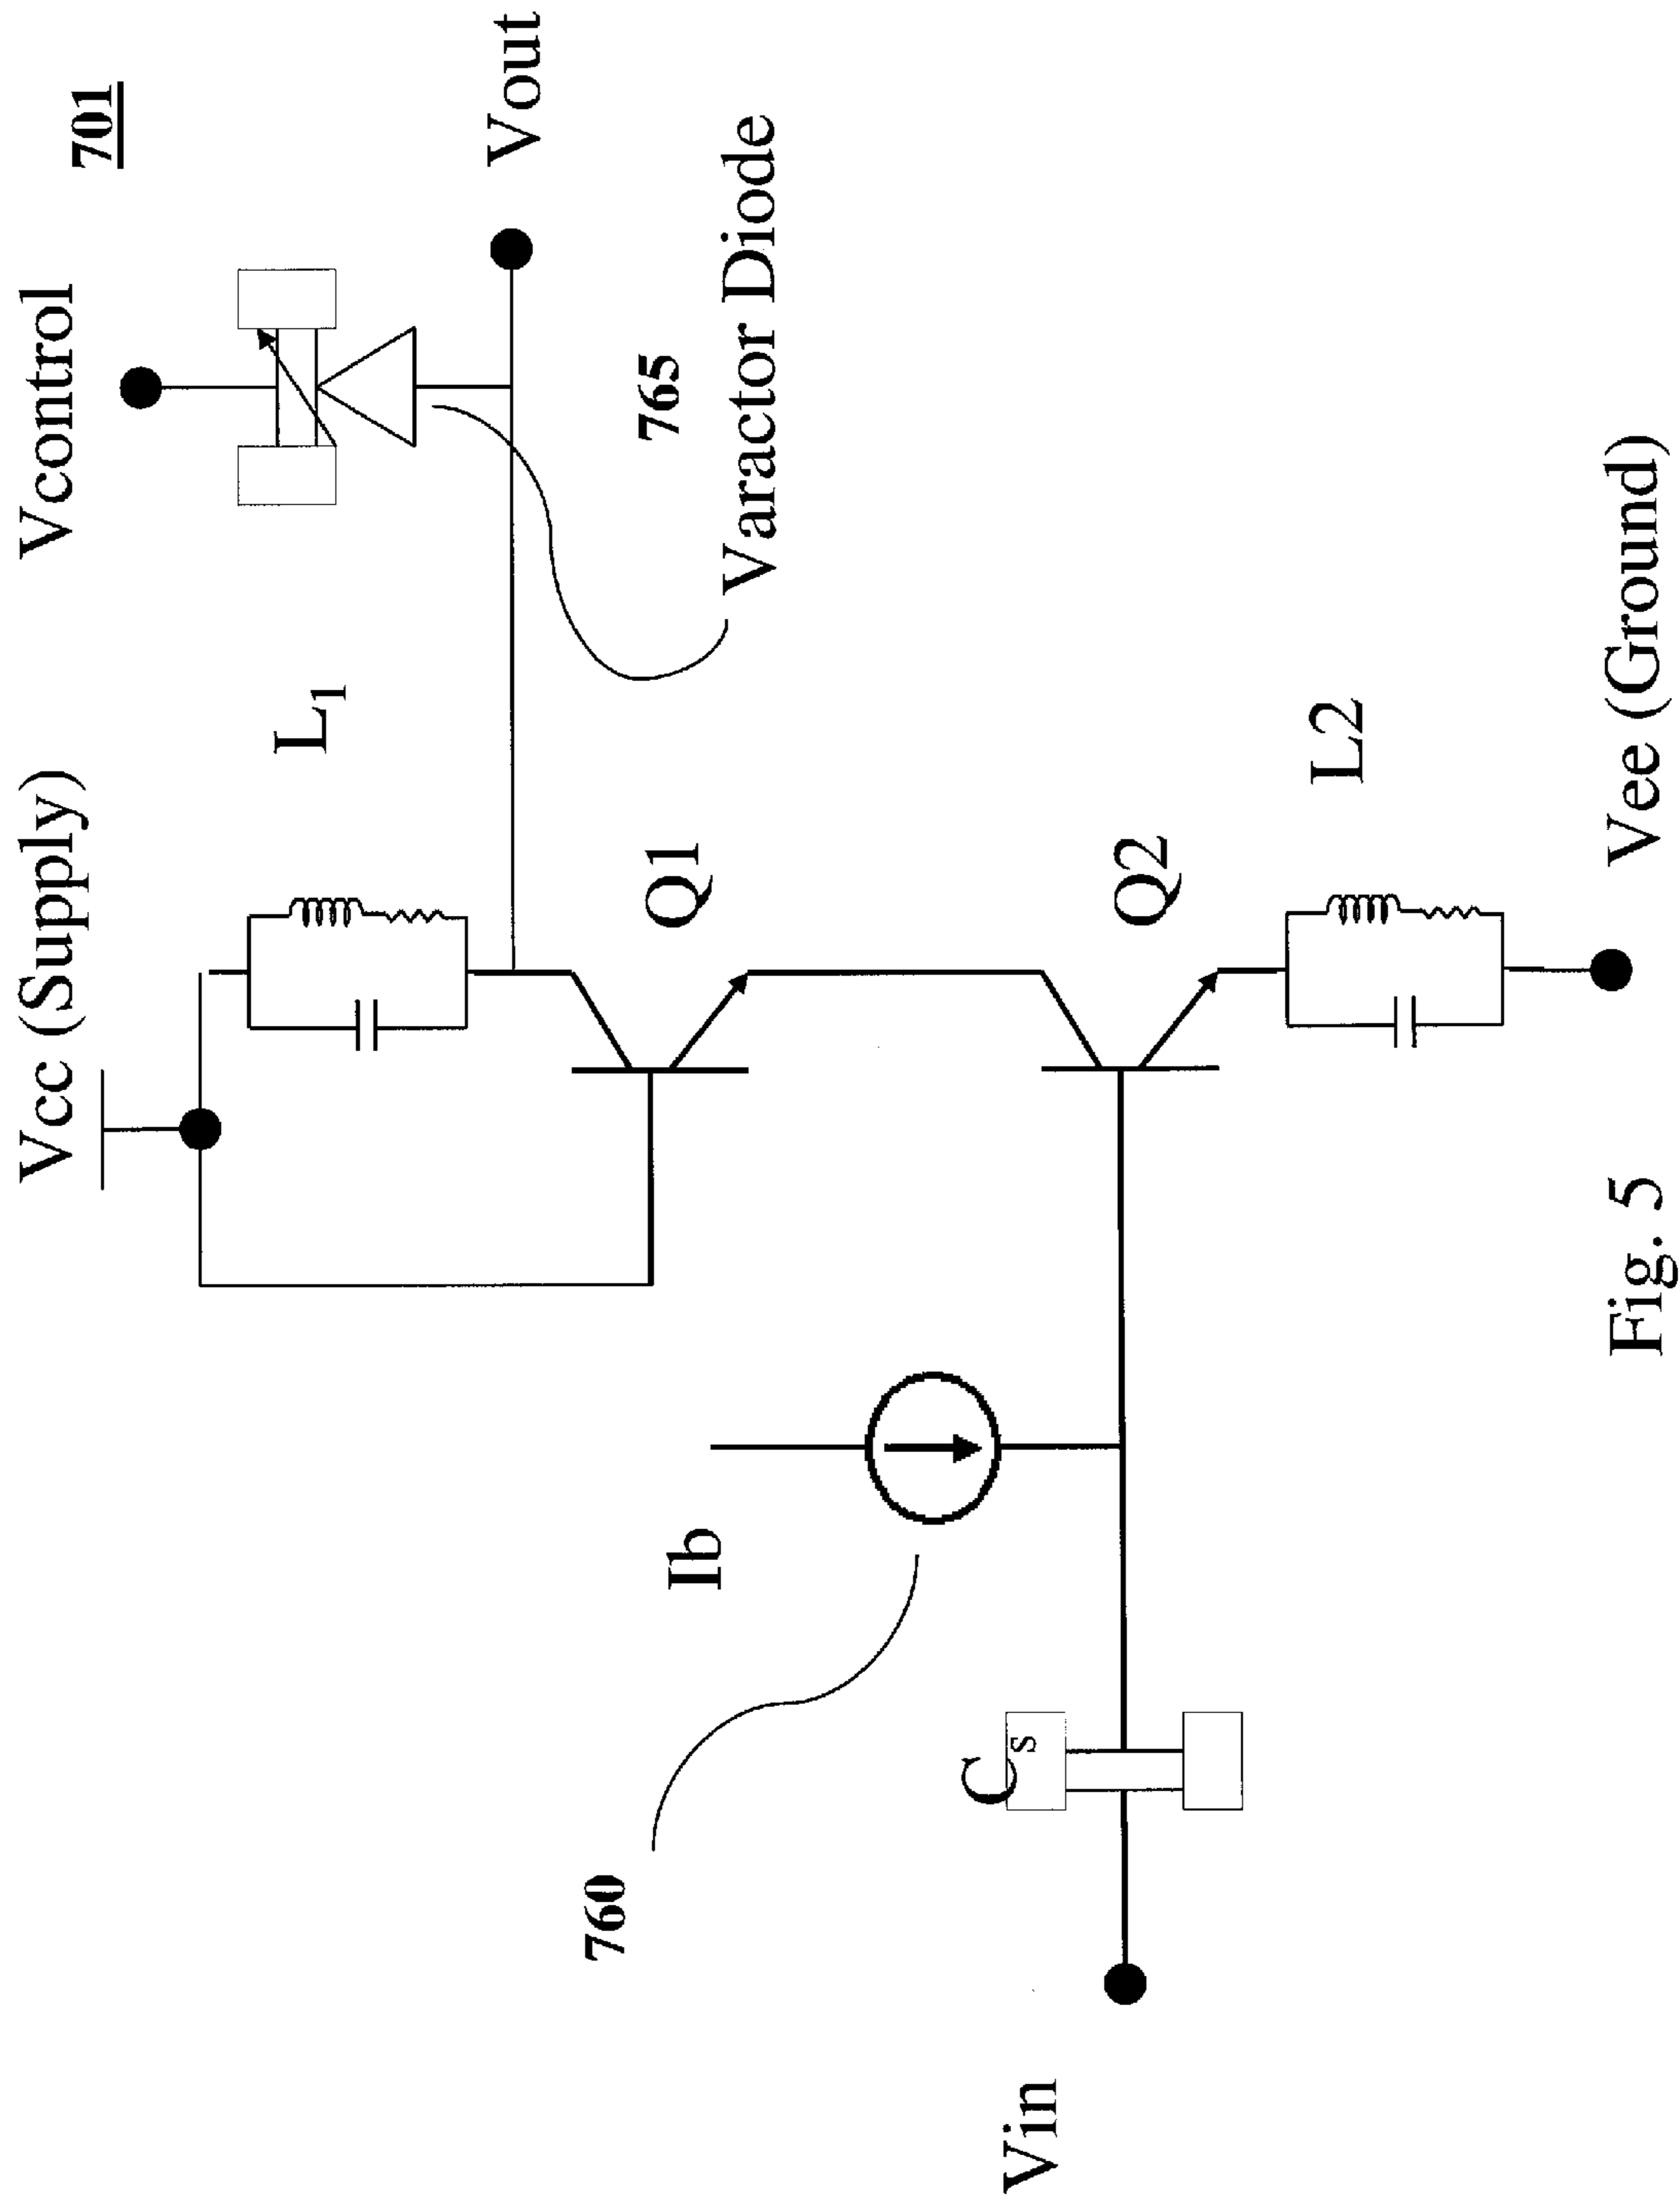 701
Vcc (Supply)
Vcontrol
L1
Vout
Q1
765
Varactor Diode
Ib
760
Cs
Q2
L2
Vin
Vee (Ground)
Fig. 5